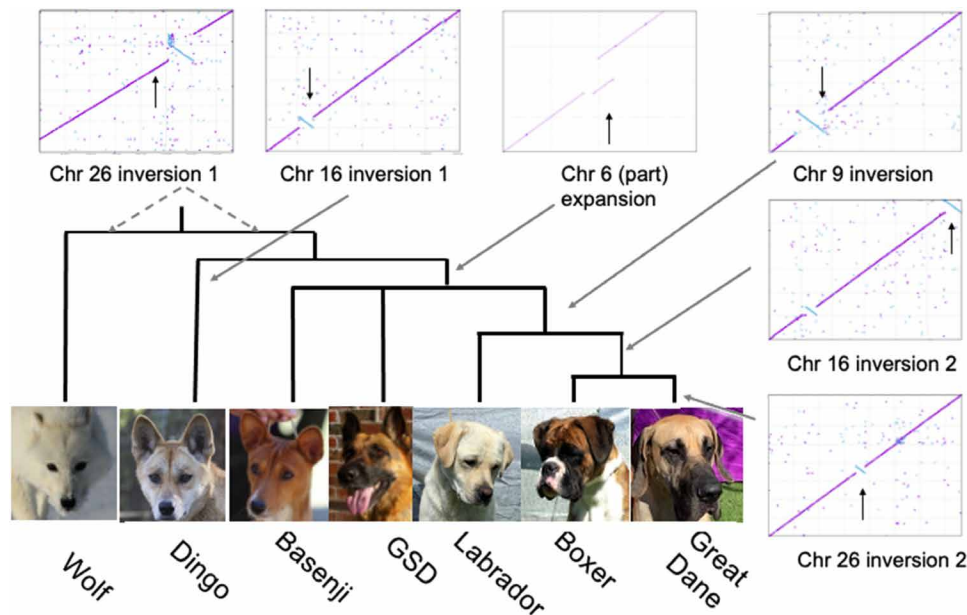 Chr 26 inversion 1
Chr 16 inversion 1
Chr 6 (part)
expansion
Chr 9 inversion
Chr 16 inversion 2
Chr 26 inversion 2
Wolf
Dingo
Basenji
GSD
Labrador
Boxer
Great
Dane